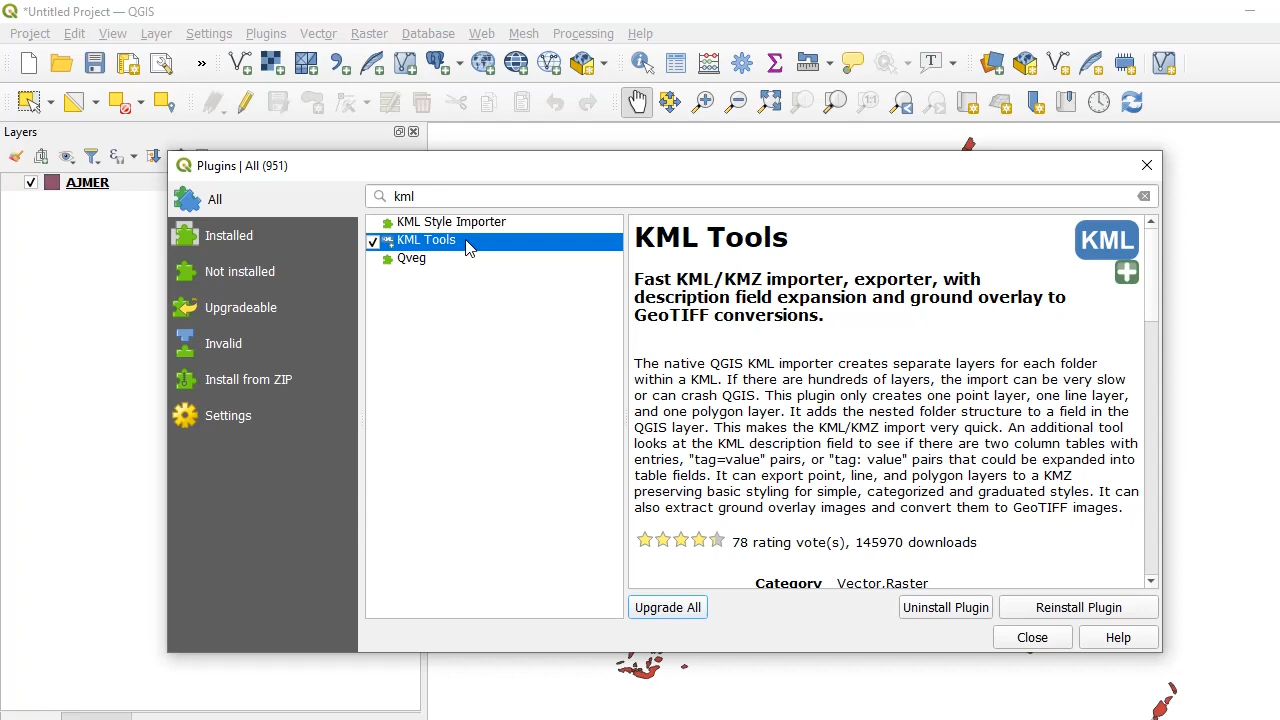 *Untitled Project — QGIS
Project Edit View Layer Settings Plugins Vector Raster Database Web Mesh Processing Help
»
Layers
AJMER
Plugins | All (951)
All
Installed
Not installed
Upgradeable
Invalid
Install from ZIP
Settings
kml
KML Style Importer
KML Tools
Qveg
KML Tools
KML
Fast KML/KMZ importer, exporter, with
description field expansion and ground overlay to
GeoTIFF conversions.
The native QGIS KML importer creates separate layers for each folder
within a KML. If there are hundreds of layers, the import can be very slow
or can crash QGIS. This plugin only creates one point layer, one line layer,
and one polygon layer. It adds the nested folder structure to a field in the
QGIS layer. This makes the KML/KMZ import very quick. An additional tool
looks at the KML description field to see if there are two column tables with
entries, "tag=value" pairs, or "tag: value" pairs that could be expanded into
table fields. It can export point, line, and polygon layers to a KMZ
preserving basic styling for simple, categorized and graduated styles. It can
also extract ground overlay images and convert them to GeoTIFF images.
78 rating vote(s), 145970 downloads
Category Vector,Raster
Upgrade All Uninstall Plugin Reinstall Plugin
Close Help